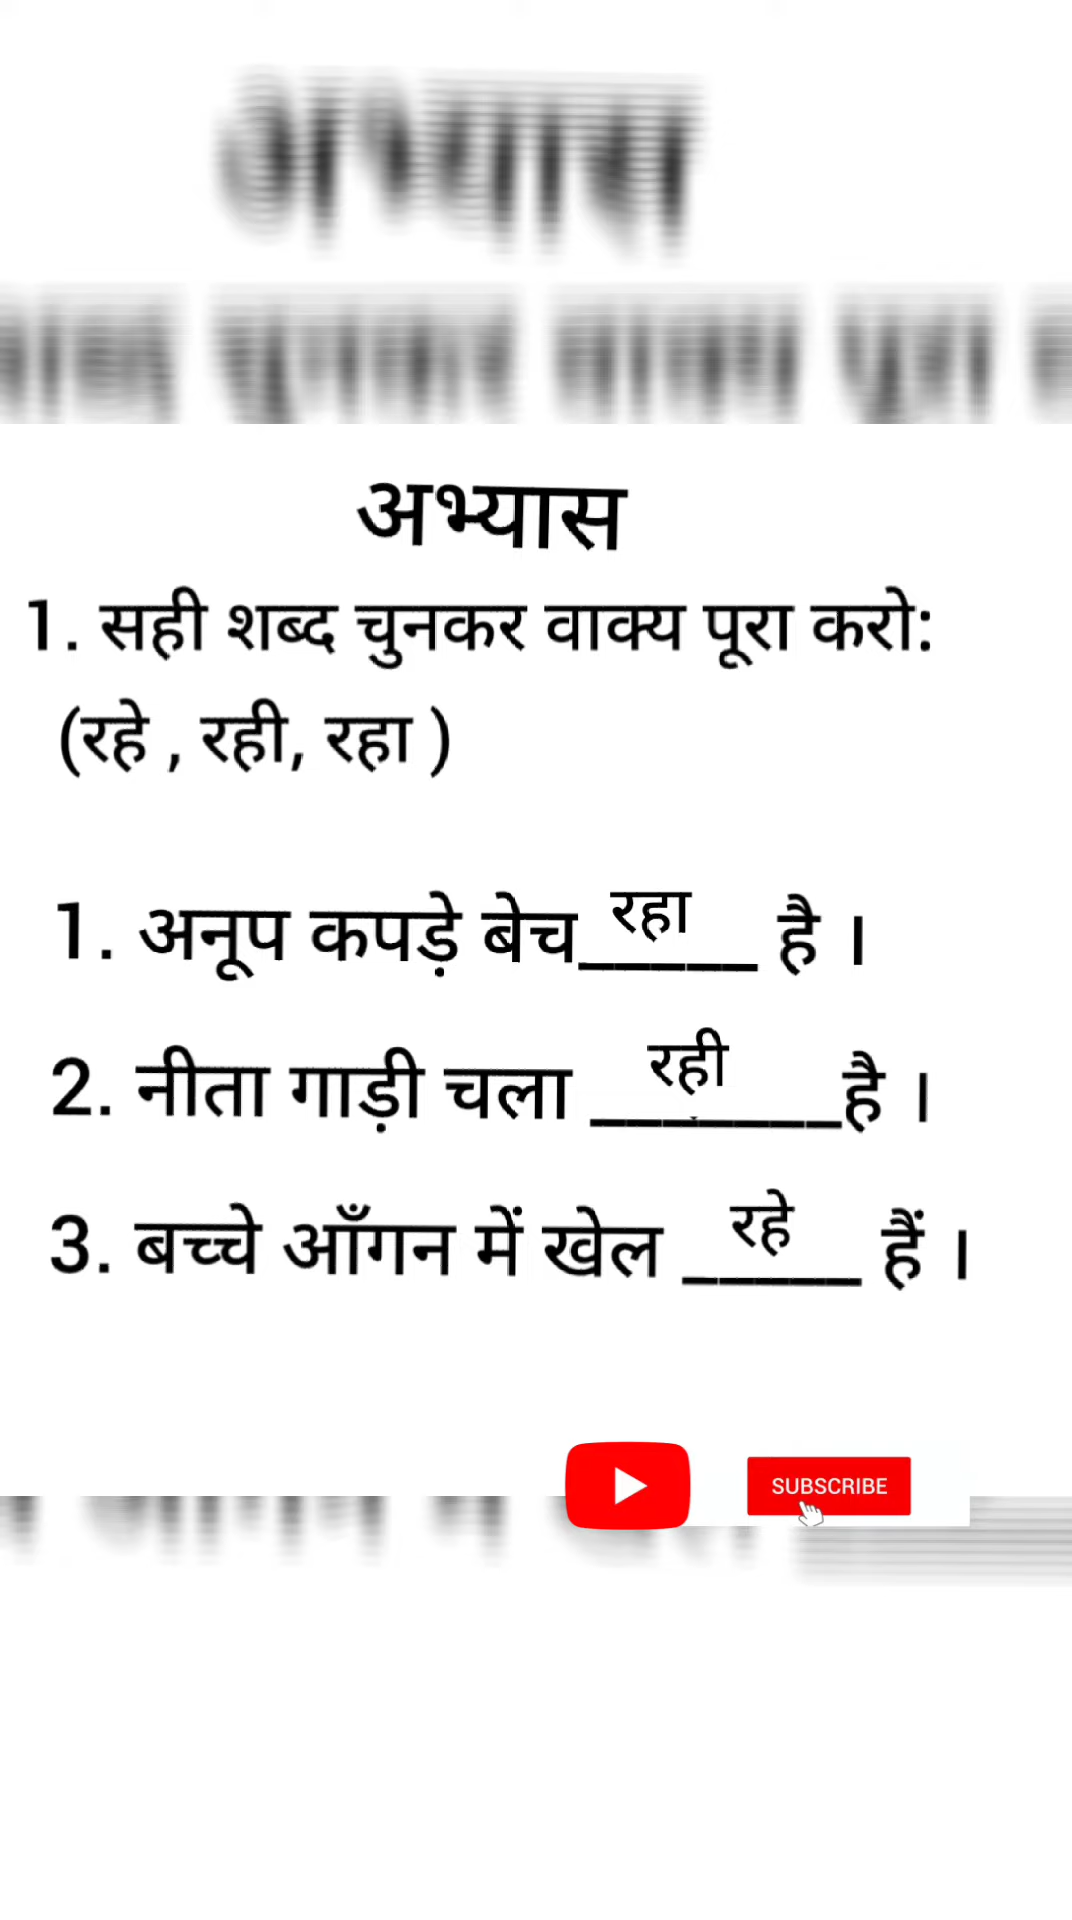 अभ्यास
1. सही शब्द चुनकर वाक्य पूरा करो:
(रहे , रही, रहा )
1. अनूप कपड़े बेच रहा है ।
2. नीता गाड़ी चला रही है ।
3. बच्चे आँगन में खेल रहे हैं ।
SUBSCRIBE